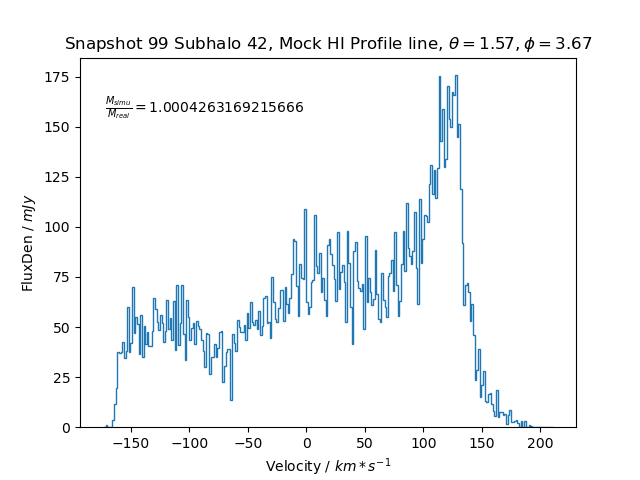 Snapshot 99 Subhalo 42, Mock HI Profile line, θ = 1.57, ϕ = 3.67
M_simu/M_real = 1.0004263169215666
FluxDen / mJy
175
150
125
100
75
50
25
0
−150 −100 −50 0 50 100 150 200
Velocity / km * s⁻¹